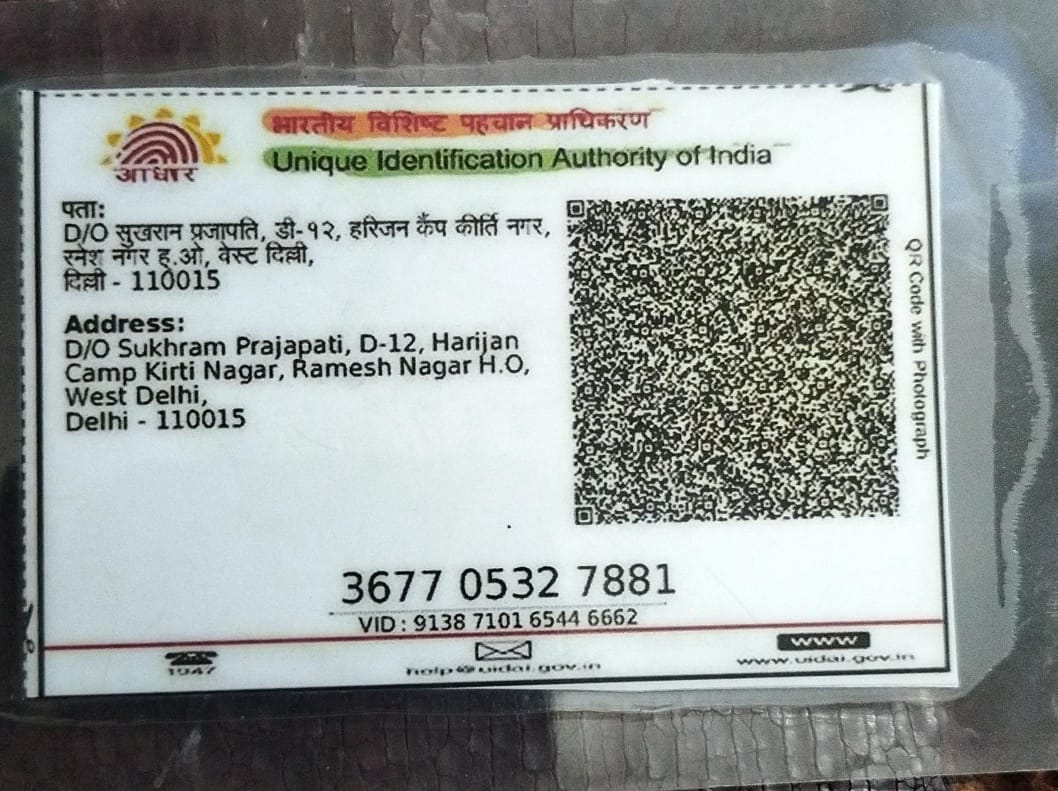 आधार
भारतीय विशिष्ट पहचान प्राधिकरण
Unique Identification Authority of India
पता:
D/O सुखरान प्रजापति, डी-१२, हरिजन कैंप कीर्ति नगर,
रनेश नगर ह.ओ, वेस्ट दिल्ली,
दिल्ली - 110015
Address:
D/O Sukhram Prajapati, D-12, Harijan
Camp Kirti Nagar, Ramesh Nagar H.O,
West Delhi,
Delhi - 110015
QR Code with Photograph
3677 0532 7881
VID : 9138 7101 6544 6662
1947
help@uidai.gov.in
www
www.uidai.gov.in